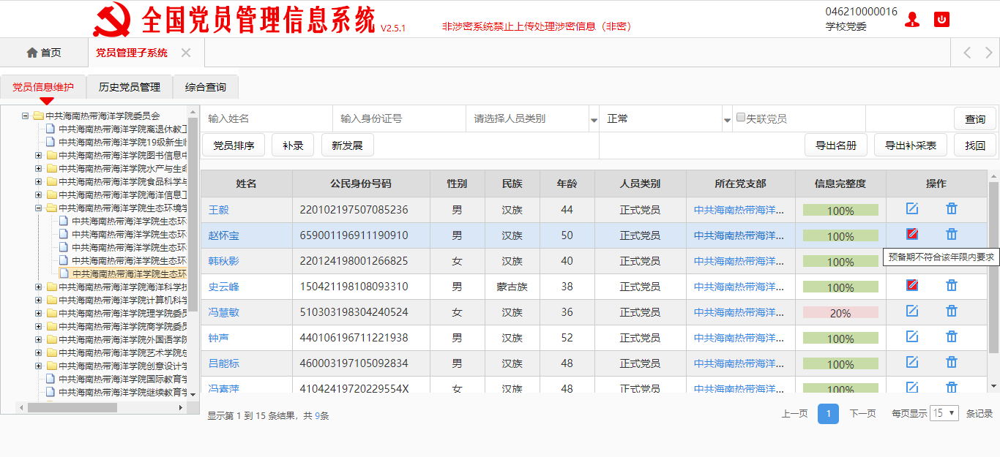 全国党员管理信息系统 V2.5.1 非涉密系统禁止上传处理涉密信息（非密） 046210000016
学校党委
首页 党员管理子系统
党员信息维护 历史党员管理 综合查询
中共海南热带海洋学院委员会
中共海南热带海洋学院离退休教工
中共海南热带海洋学院19级新生临
中共海南热带海洋学院图书信息中
中共海南热带海洋学院水产与生命
中共海南热带海洋学院食品科学与
中共海南热带海洋学院海洋信息工
中共海南热带海洋学院生态环境学
中共海南热带海洋学院生态环
中共海南热带海洋学院生态环
中共海南热带海洋学院生态环
中共海南热带海洋学院生态环
中共海南热带海洋学院生态环
中共海南热带海洋学院海洋科学技
中共海南热带海洋学院计算机科学
中共海南热带海洋学院理学院委员
中共海南热带海洋学院商学院委员
中共海南热带海洋学院外国语学院
中共海南热带海洋学院艺术学院总
中共海南热带海洋学院创意设计学
中共海南热带海洋学院国际教育学
中共海南热带海洋学院继续教育学
输入姓名 输入身份证号 请选择人员类别 正常 失联党员 查询
党员排序 补录 新发展 导出名册 导出补采表 找回
姓名 公民身份号码 性别 民族 年龄 人员类别 所在党支部 信息完整度 操作
王毅 220102197507085236 男 汉族 44 正式党员 中共海南热带海洋... 100%
赵怀宝 659001196911190910 男 汉族 50 正式党员 中共海南热带海洋... 100%
韩秋影 220124198001266825 女 汉族 40 正式党员 中共海南热带海洋... 100% 预备期不符合该年限内要求
史云峰 150421198108093310 男 蒙古族 38 正式党员 中共海南热带海洋... 100%
冯慧敏 510303198304240524 女 汉族 36 正式党员 中共海南热带海洋... 20%
钟声 440106196711221938 男 汉族 52 正式党员 中共海南热带海洋... 100%
吕能标 460003197105092834 男 汉族 48 正式党员 中共海南热带海洋... 100%
冯素萍 41042419720229554X 女 汉族 48 正式党员 中共海南热带海洋... 100%
显示第 1 到 15 条结果，共 9条 上一页 1 下一页 每页显示 15 条记录